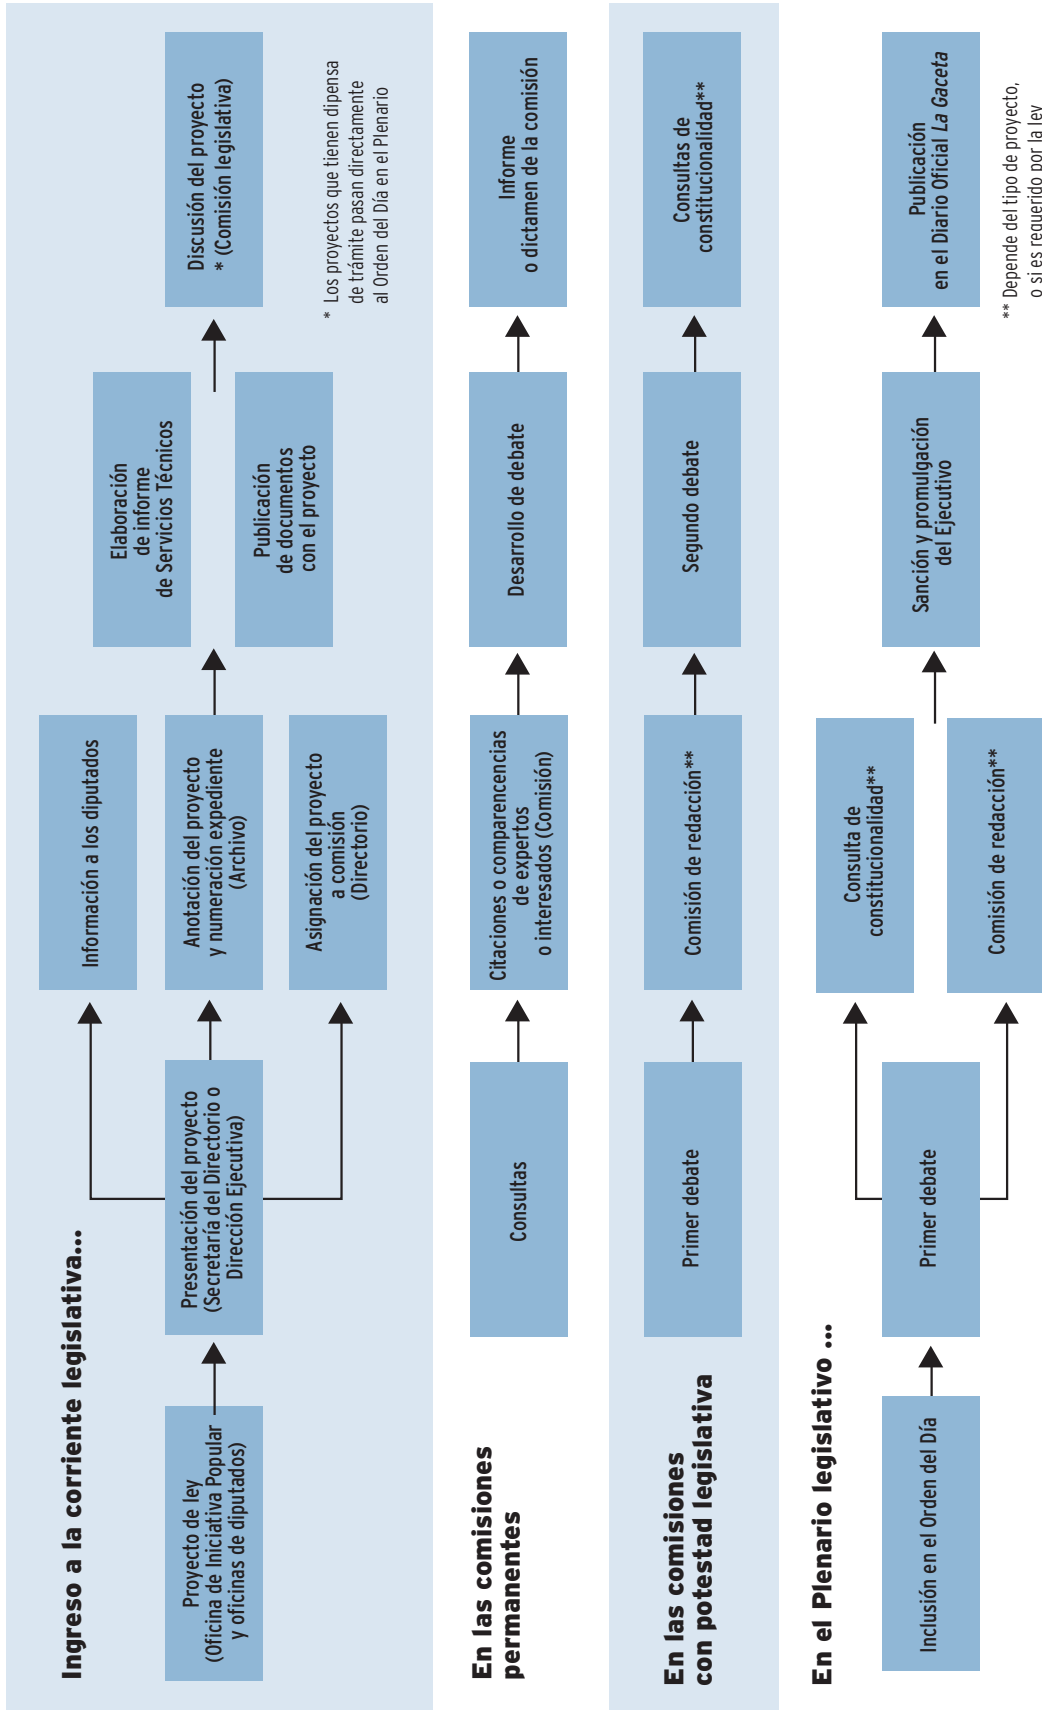 Ingreso a la corriente legislativa...
Proyecto de ley
(Oficina de Iniciativa Popular
y oficinas de diputados)
Presentación del proyecto
(Secretaría del Directorio o
Dirección Ejecutiva)
Información a los diputados
Anotación del proyecto
y numeración expediente
(Archivo)
Asignación del proyecto
a comisión
(Directorio)
Elaboración
de informe
de Servicios Técnicos
Publicación
de documentos
con el proyecto
Discusión del proyecto
* (Comisión legislativa)
* Los proyectos que tienen dipensa
de trámite pasan directamente
al Orden del Día en el Plenario
En las comisiones
permanentes
Consultas
Citaciones o comparencencias
de expertos
o interesados (Comisión)
Desarrollo de debate
Informe
o dictamen de la comisión
En las comisiones
con potestad legislativa
Primer debate
Comisión de redacción**
Segundo debate
Consultas de
constitucionalidad**
En el Plenario legislativo ...
Inclusión en el Orden del Día
Primer debate
Consulta de
constitucionalidad**
Comisión de redacción**
Sanción y promulgación
del Ejecutivo
Publicación
en el Diario Oficial La Gaceta
** Depende del tipo de proyecto,
o si es requerido por la ley